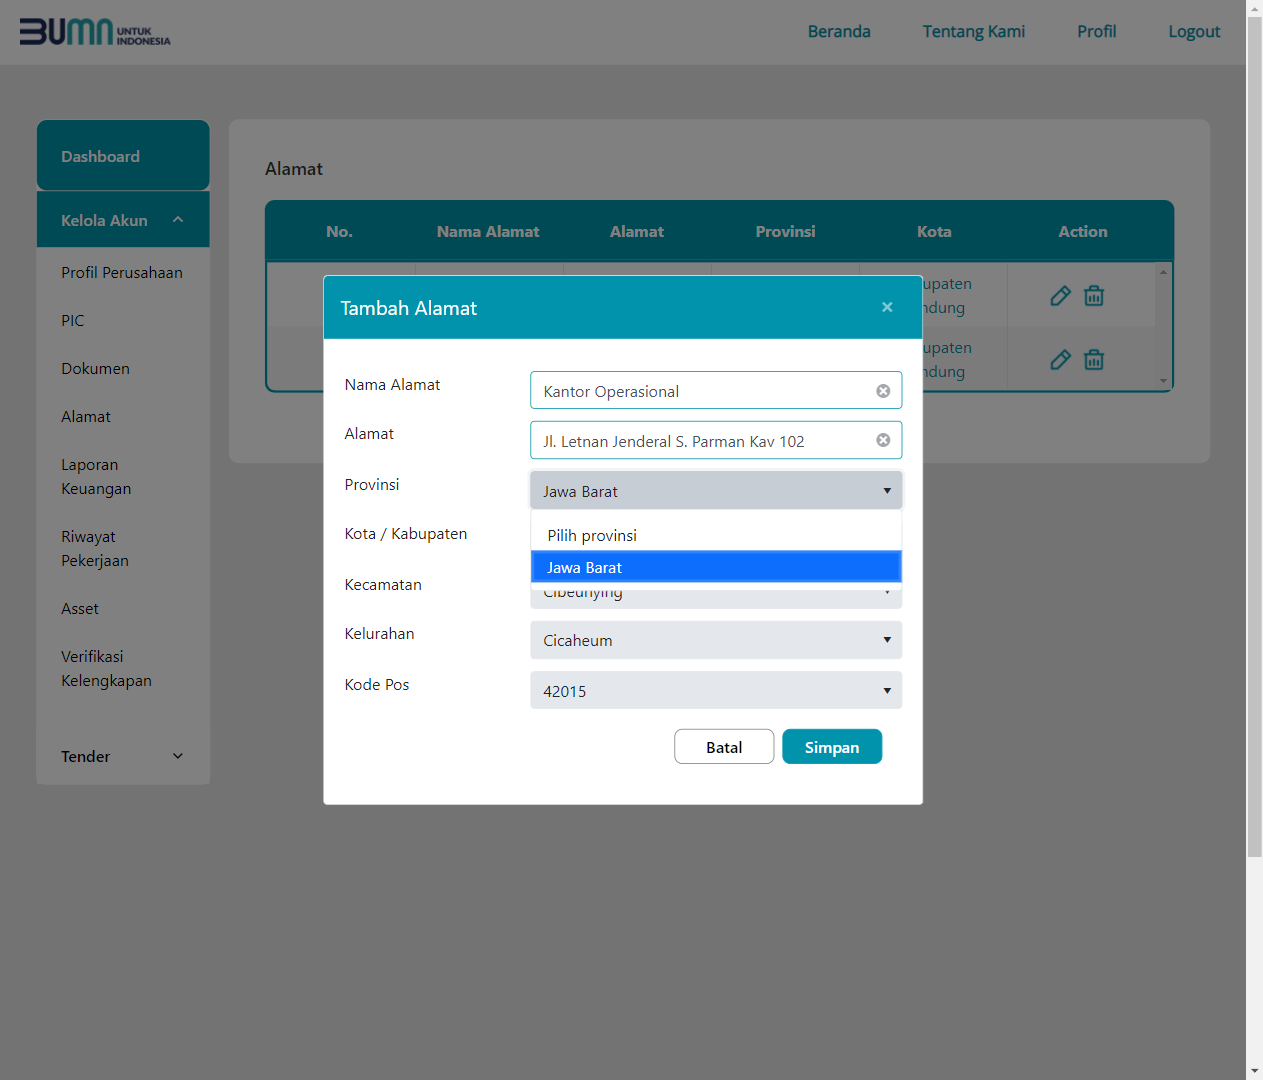 BUMN UNTUK INDONESIA
Beranda
Tentang Kami
Profil
Logout
Dashboard
Kelola Akun
Profil Perusahaan
PIC
Dokumen
Alamat
Laporan
Keuangan
Riwayat
Pekerjaan
Asset
Verifikasi
Kelengkapan
Tender
Alamat
No. Nama Alamat Alamat Provinsi Kota Action
Tambah Alamat
×
Nama Alamat
Kantor Operasional
Alamat
Jl. Letnan Jenderal S. Parman Kav 102
Provinsi
Jawa Barat
Pilih provinsi
Jawa Barat
Kota / Kabupaten
Kecamatan
Cibeunying
Kelurahan
Cicaheum
Kode Pos
42015
Batal
Simpan
upaten
ndung
upaten
ndung